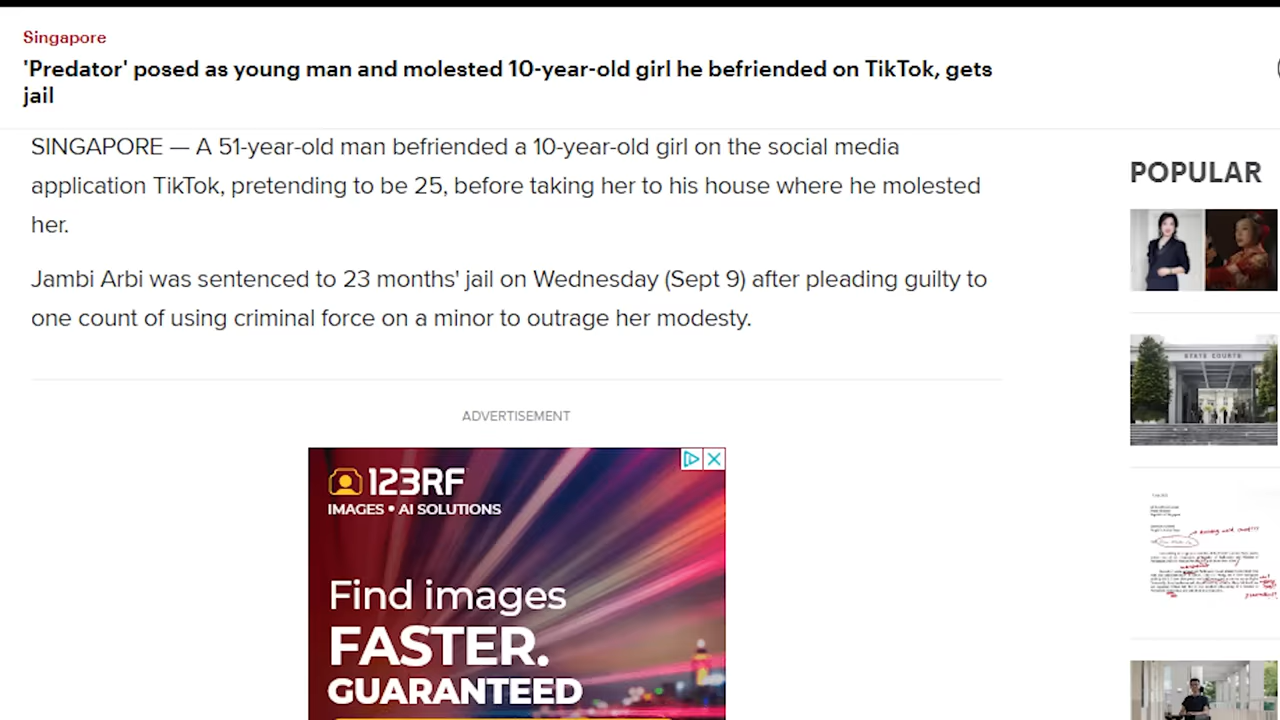 Singapore
'Predator' posed as young man and molested 10-year-old girl he befriended on TikTok, gets
jail
SINGAPORE — A 51-year-old man befriended a 10-year-old girl on the social media
application TikTok, pretending to be 25, before taking her to his house where he molested
her.
Jambi Arbi was sentenced to 23 months' jail on Wednesday (Sept 9) after pleading guilty to
one count of using criminal force on a minor to outrage her modesty.
POPULAR
STATE COURTS
ADVERTISEMENT
123RF
IMAGES • AI SOLUTIONS
Find images
FASTER.
GUARANTEED